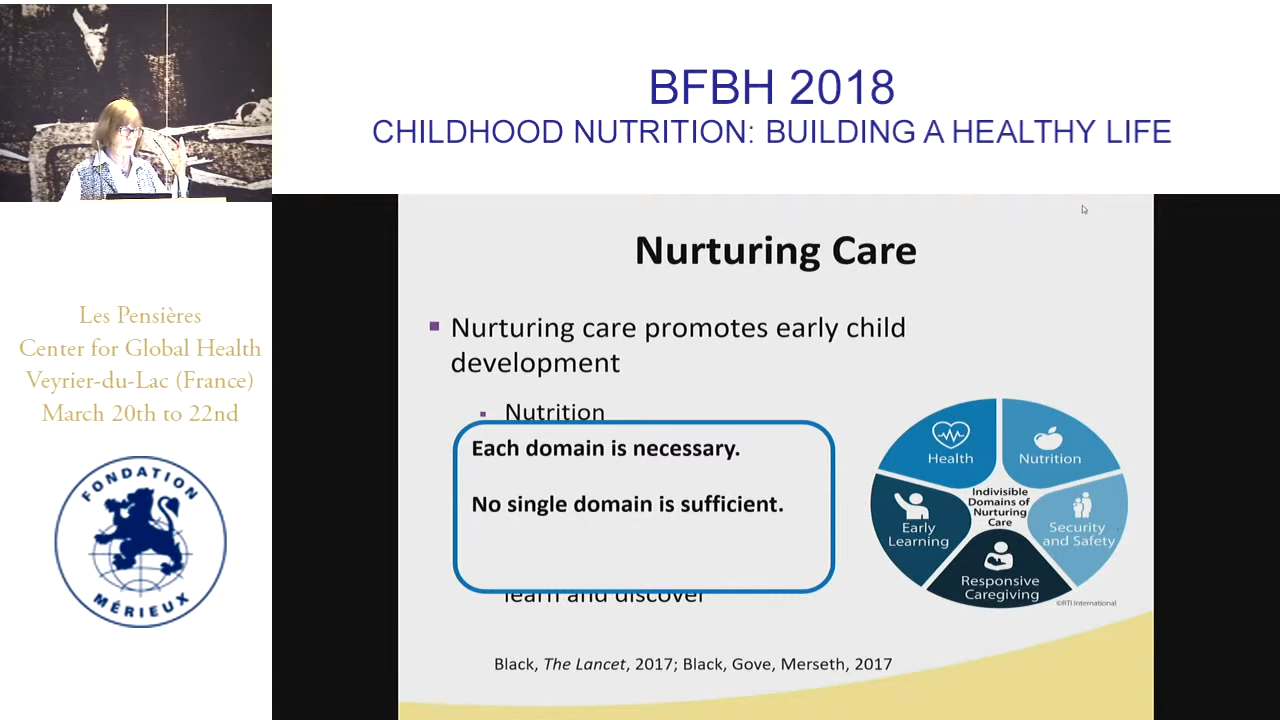 BFBH 2018
CHILDHOOD NUTRITION: BUILDING A HEALTHY LIFE
Les Pensières
Center for Global Health
Veyrier-du-Lac (France)
March 20th to 22nd
FONDATION
MÉRIEUX
Nurturing Care
Nurturing care promotes early child
development
Nutrition
Each domain is necessary.
No single domain is sufficient.
learn and discover
Health
Nutrition
Indivisible
Domains of
Nurturing
Care
Early
Learning
Security
and Safety
Responsive
Caregiving
©RTI International
Black, The Lancet, 2017; Black, Gove, Merseth, 2017